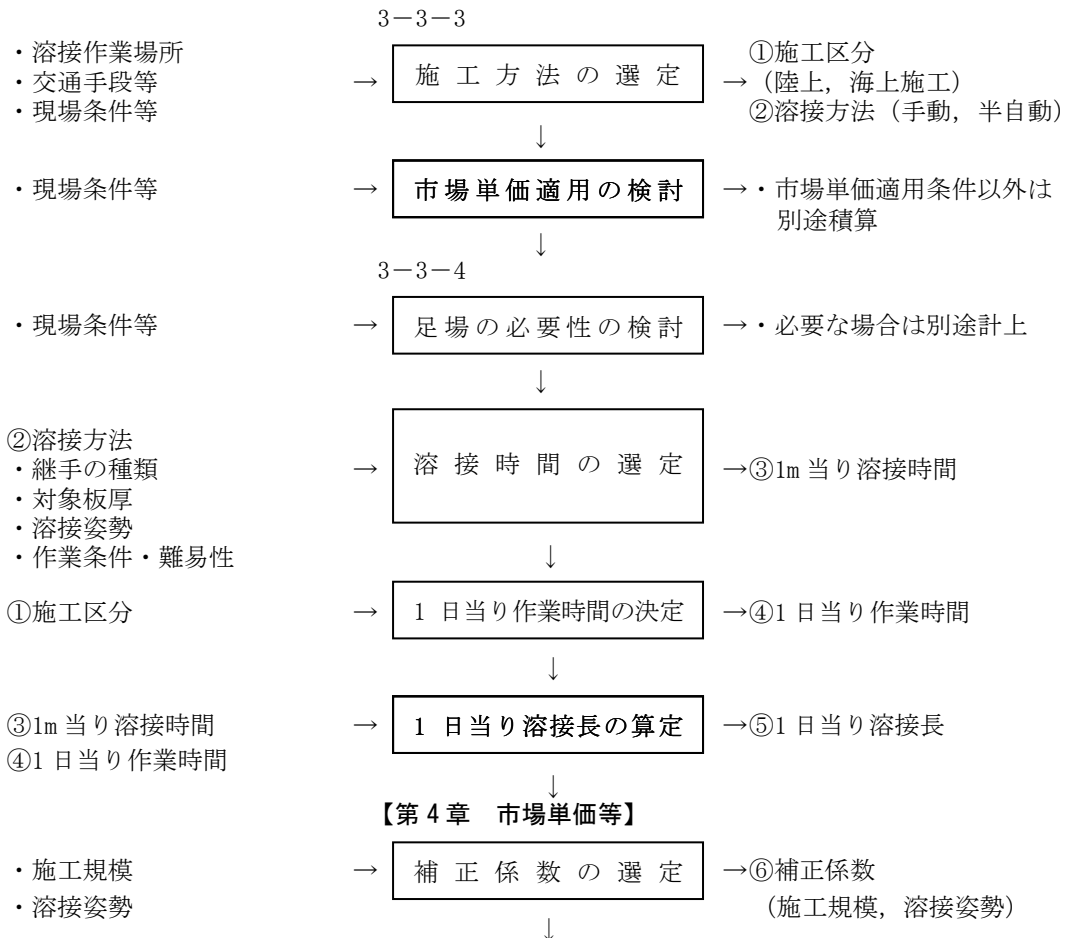 3－3－3
・溶接作業場所
・交通手段等
・現場条件等
→
施工方法の選定
→
①施工区分
（陸上，海上施工）
②溶接方法（手動，半自動）
↓
・現場条件等
→
市場単価適用の検討
→・市場単価適用条件以外は
別途積算
↓
3－3－4
・現場条件等
→
足場の必要性の検討
→・必要な場合は別途計上
↓
②溶接方法
・継手の種類
・対象板厚
・溶接姿勢
・作業条件・難易性
→
溶接時間の選定
→③1m 当り溶接時間
↓
①施工区分
→
1 日当り作業時間の決定
→④1 日当り作業時間
↓
③1m 当り溶接時間
④1 日当り作業時間
→
1 日当り溶接長の算定
→⑤1 日当り溶接長
↓
【第４章　市場単価等】
・施工規模
・溶接姿勢
→
補正係数の選定
→⑥補正係数
（施工規模，溶接姿勢）
↓